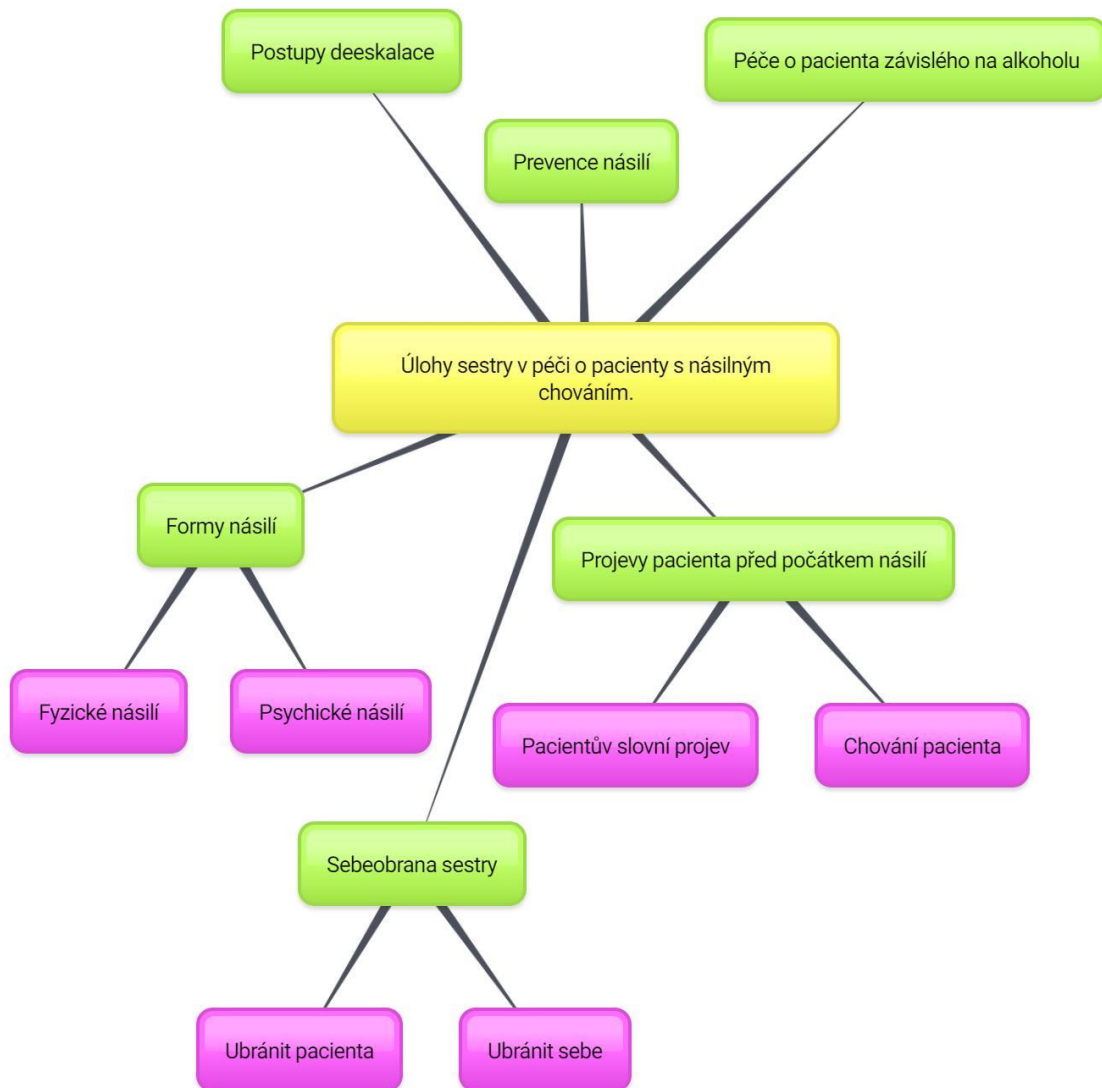 Postupy deeskalace
Péče o pacienta závislého na alkoholu
Prevence násilí
Úlohy sestry v péči o pacienty s násilným
chováním.
Formy násilí
Projevy pacienta před počátkem násilí
Fyzické násilí
Psychické násilí
Pacientův slovní projev
Chování pacienta
Sebeobrana sestry
Ubránit pacienta
Ubránit sebe